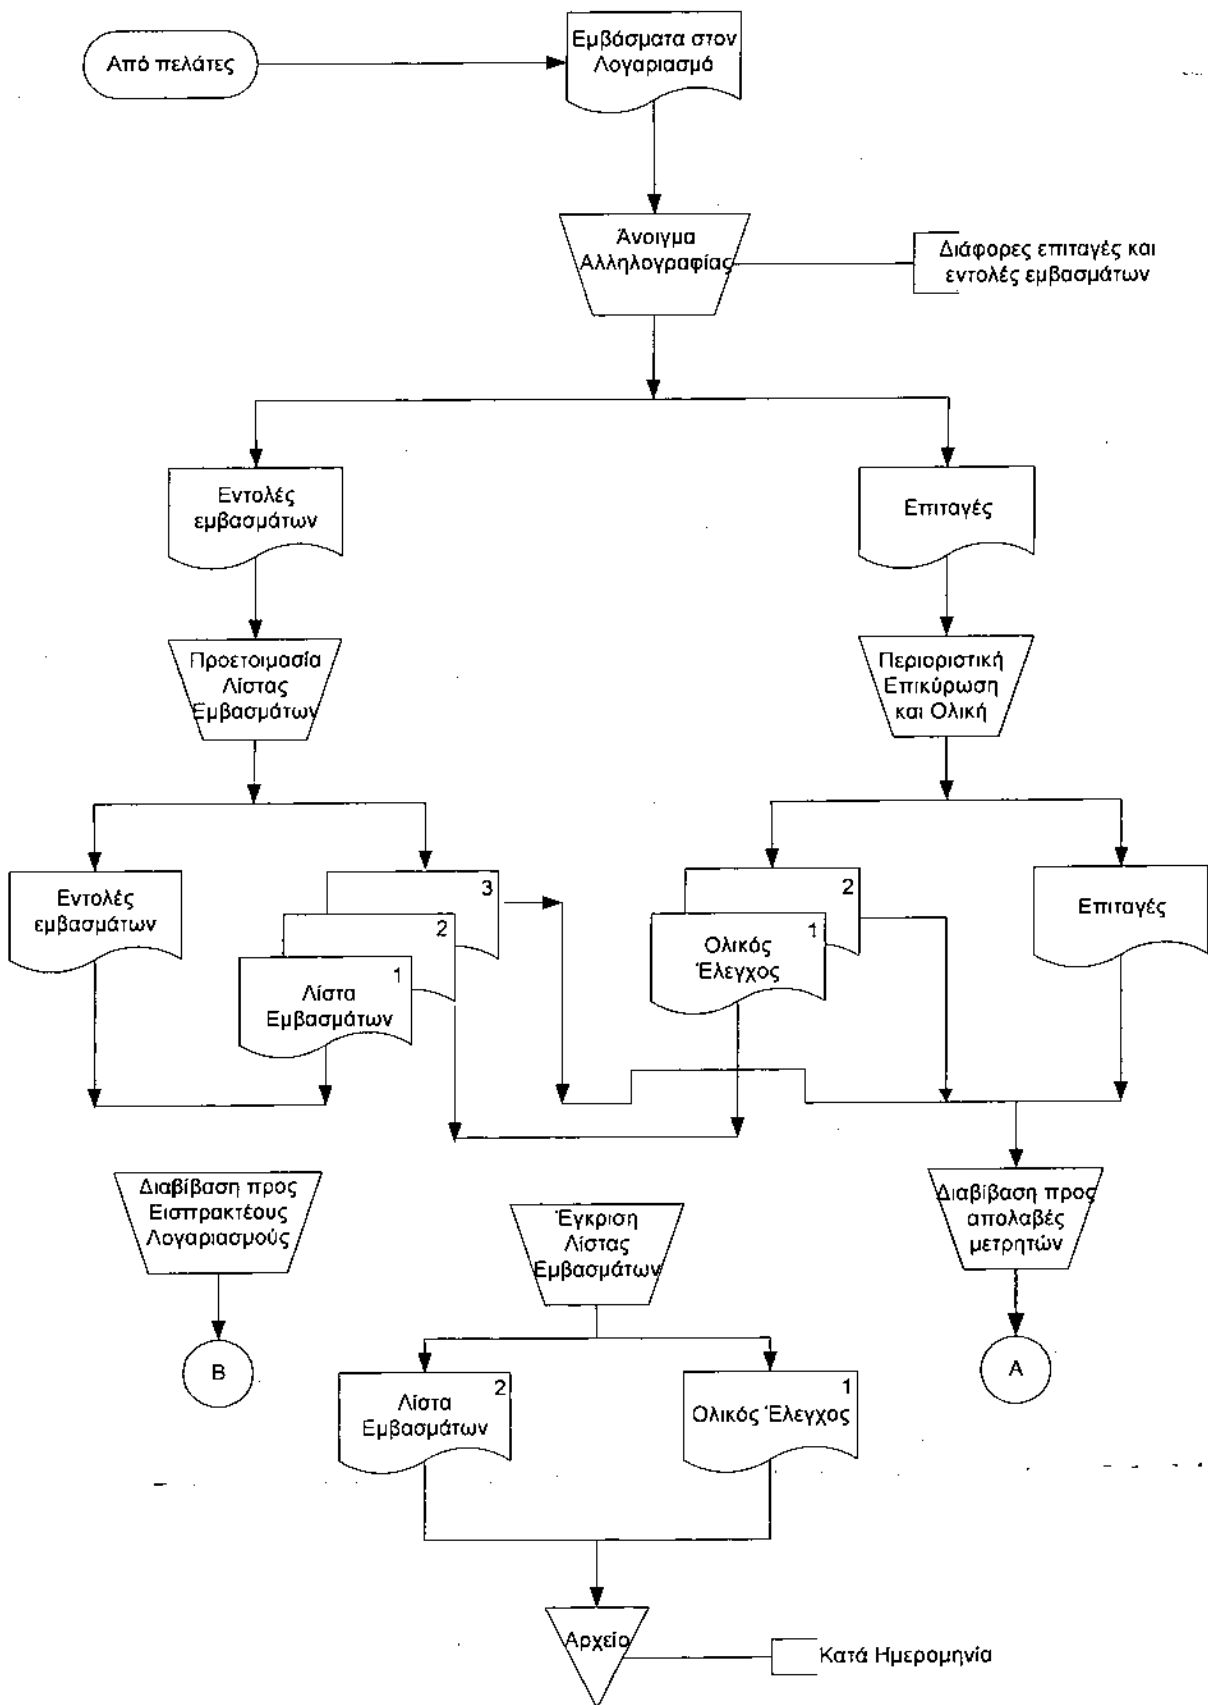 Από πελάτες
Εμβάσματα στον
Λογαριασμό
Άνοιγμα
Αλληλογραφίας
Διάφορες επιταγές και
εντολές εμβασμάτων
Εντολές
εμβασμάτων
Επιταγές
Προετοιμασία
Λίστας
Εμβασμάτων
Περιοριστική
Επικύρωση
και Ολική
Εντολές
εμβασμάτων
3
2
1
Λίστα
Εμβασμάτων
2
1
Ολικός
Έλεγχος
Επιταγές
Διαβίβαση προς
Εισπρακτέους
Λογαριασμούς
Έγκριση
Λίστας
Εμβασμάτων
Διαβίβαση προς
απολαβές
μετρητών
Β
Α
2
Λίστα
Εμβασμάτων
1
Ολικός Έλεγχος
Αρχείο
Κατά Ημερομηνία